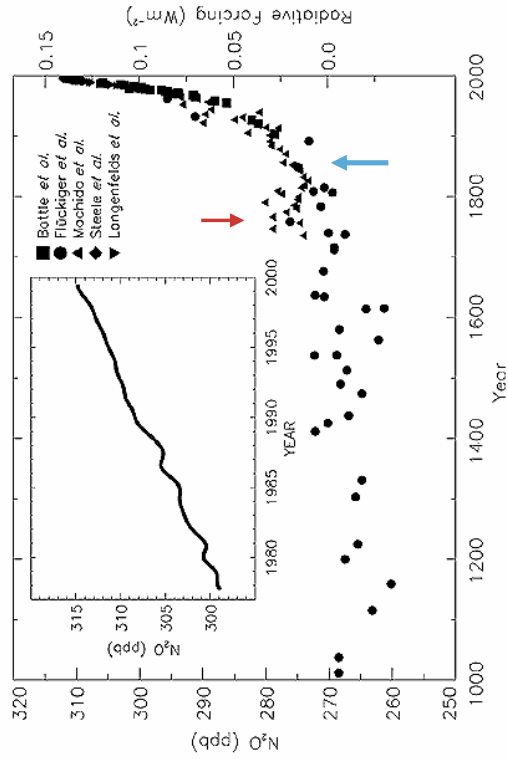 Radiative Forcing (Wm⁻²)
0.15
0.1
0.05
0.0
320
310
300
290
280
270
260
250
N₂O (ppb)
1000
1200
1400
1600
1800
2000
Year
Battle et al.
Flückiger et al.
Machida et al.
Steele et al.
Langenfelds et al.
315
310
305
300
N₂O (ppb)
1980
1985
1990
1995
2000
YEAR